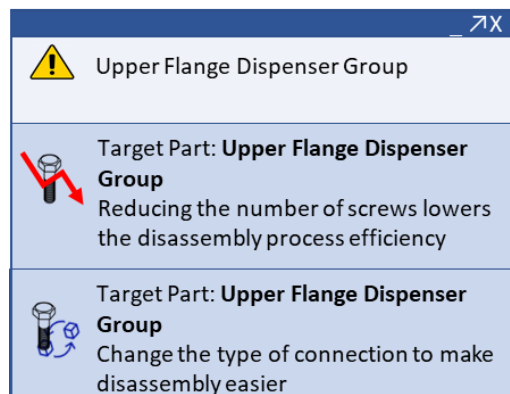 _ X
Upper Flange Dispenser Group
Target Part: Upper Flange Dispenser
Group
Reducing the number of screws lowers
the disassembly process efficiency
Target Part: Upper Flange Dispenser
Group
Change the type of connection to make
disassembly easier